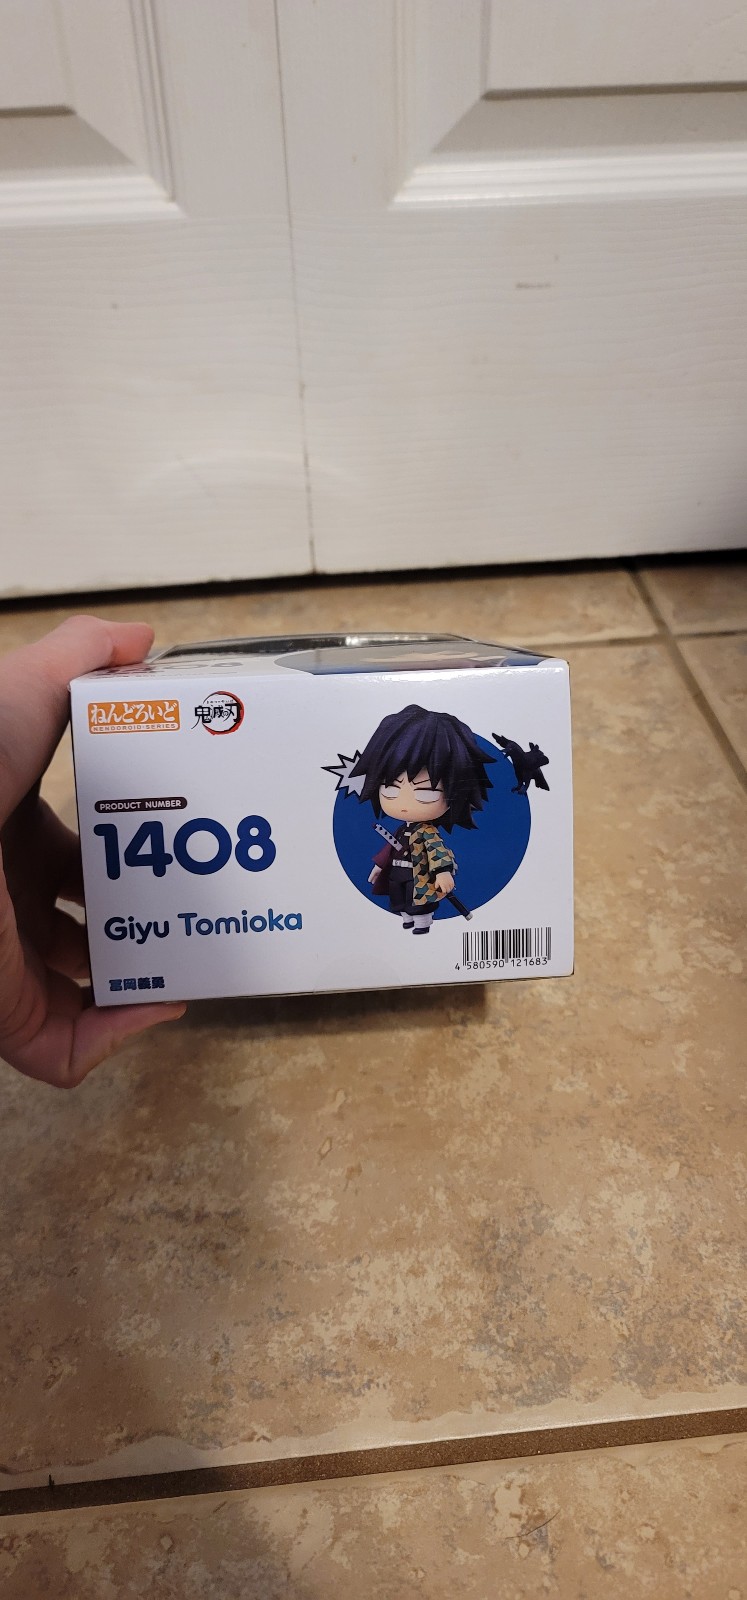 ねんどろいど
NENDOROID SERIES
鬼滅の刃
PRODUCT NUMBER
1408
Giyu Tomioka
冨岡義勇
4 580590 121683